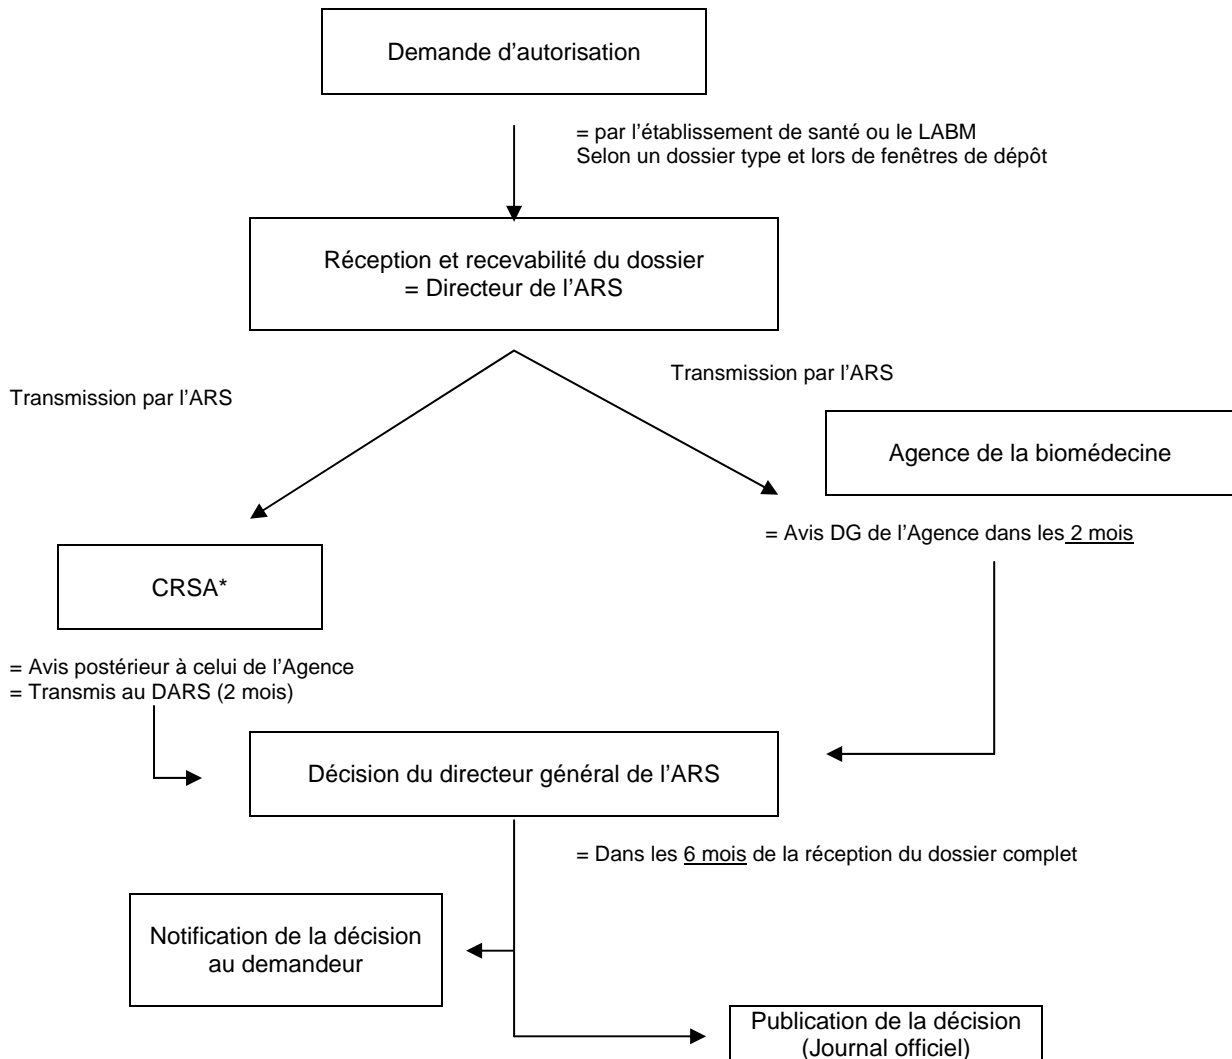 Demande d’autorisation
= par l’établissement de santé ou le LABM
Selon un dossier type et lors de fenêtres de dépôt
Réception et recevabilité du dossier
= Directeur de l’ARS
Transmission par l’ARS
Transmission par l’ARS
Agence de la biomédecine
= Avis DG de l’Agence dans les 2 mois
CRSA*
= Avis postérieur à celui de l’Agence
= Transmis au DARS (2 mois)
Décision du directeur général de l’ARS
= Dans les 6 mois de la réception du dossier complet
Notification de la décision
au demandeur
Publication de la décision
(Journal officiel)